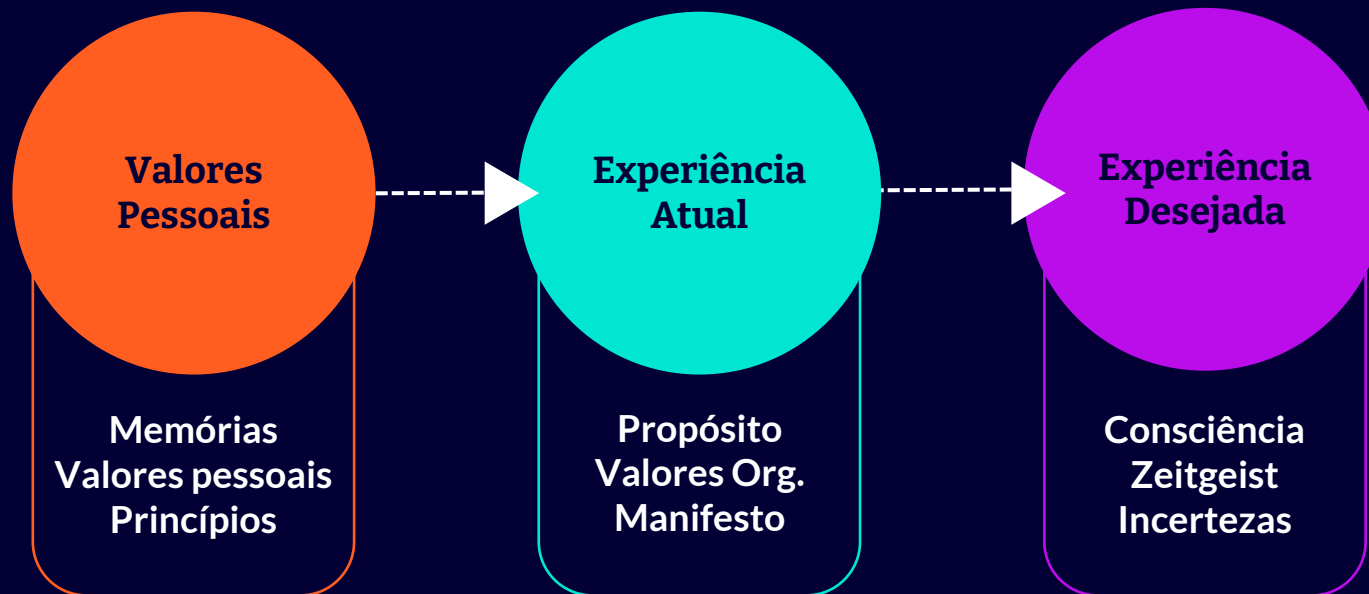 Valores
Pessoais
Memórias
Valores pessoais
Princípios
Experiência
Atual
Propósito
Valores Org.
Manifesto
Experiência
Desejada
Consciência
Zeitgeist
Incertezas